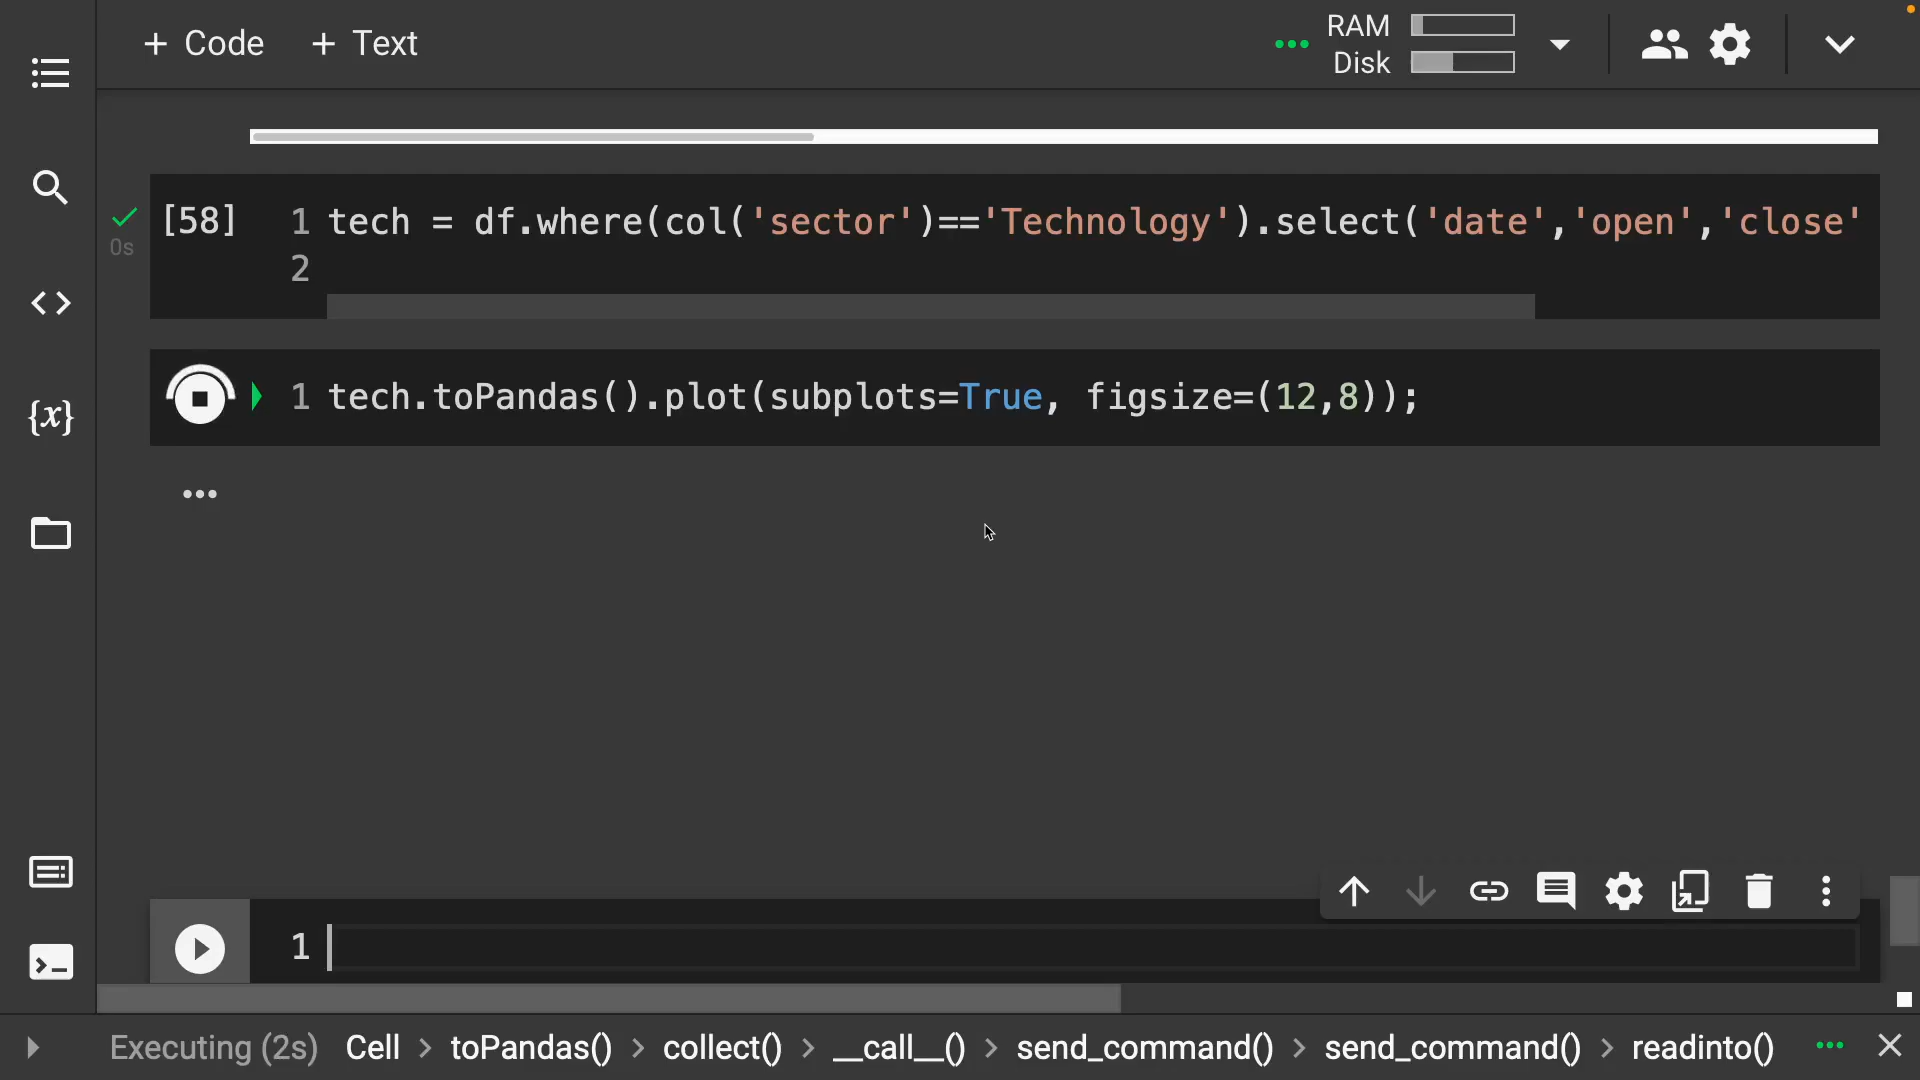 + Code + Text
RAM
Disk
[58] 1 tech = df.where(col('sector')=='Technology').select('date','open','close'
2
1 tech.toPandas().plot(subplots=True, figsize=(12,8));
1
Executing (2s) Cell > toPandas() > collect() > __call__() > send_command() > send_command() > readinto()
0s
{x}